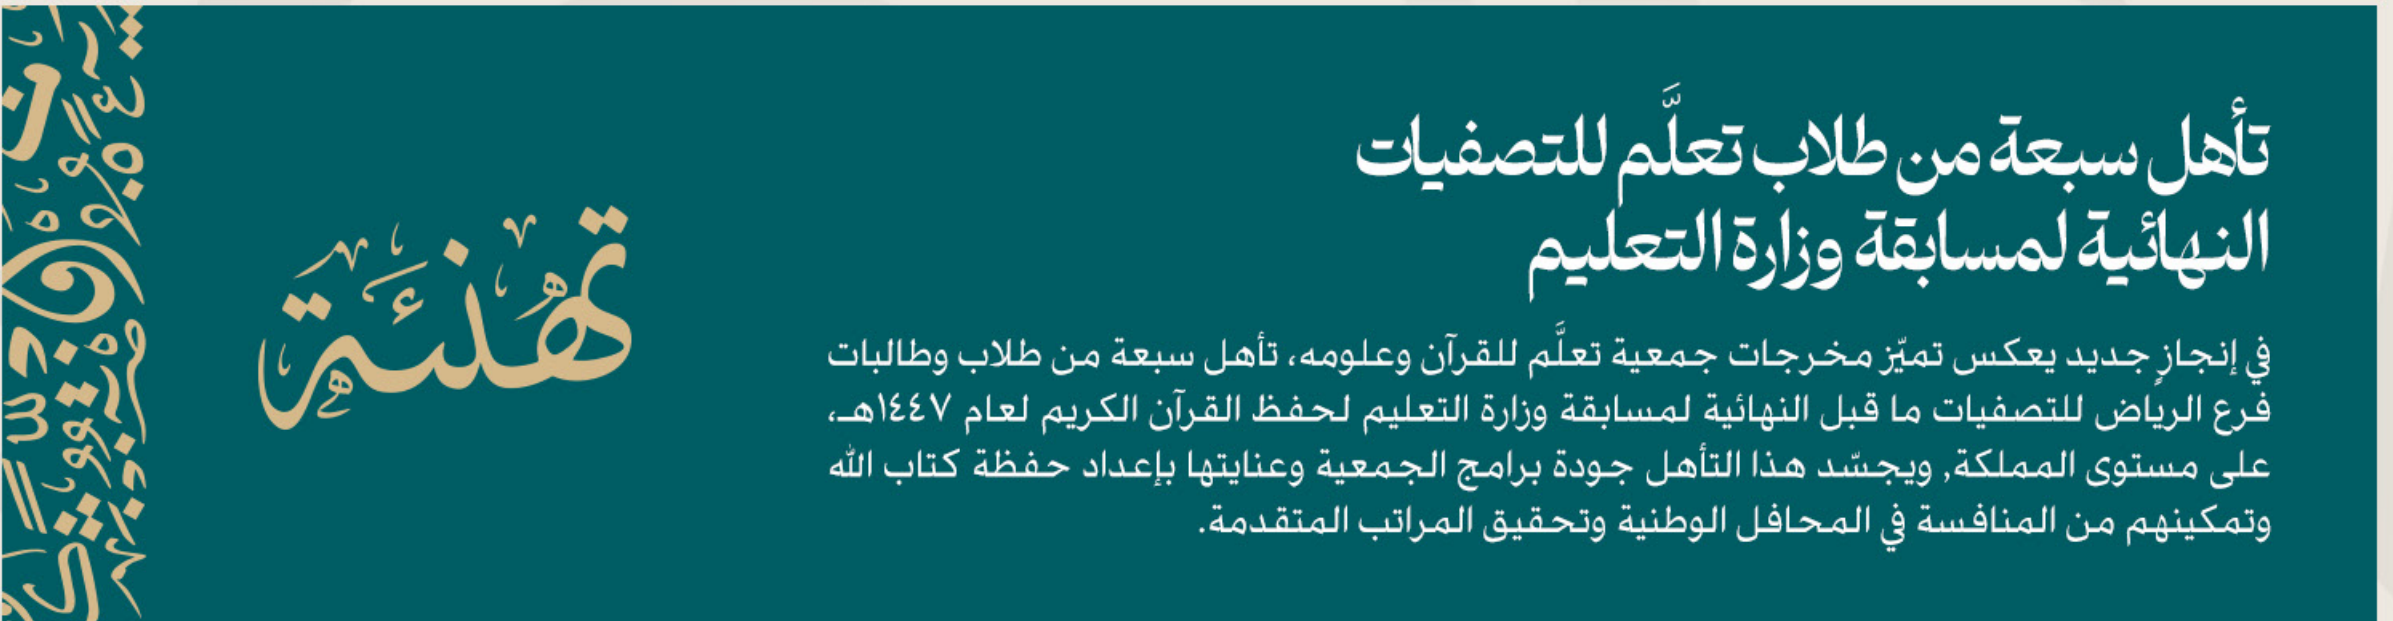 تأهل سبعة من طلاب تعلَّم للتصفيات
النهائية لمسابقة وزارة التعليم
في إنجازٍ جديد يعكس تميّز مخرجات جمعية تعلَّم للقرآن وعلومه، تأهل سبعة من طلاب وطالبات
فرع الرياض للتصفيات ما قبل النهائية لمسابقة وزارة التعليم لحفظ القرآن الكريم لعام ١٤٤٧هـ،
على مستوى المملكة, ويجسّد هذا التأهل جودة برامج الجمعية وعنايتها بإعداد حفظة كتاب الله
وتمكينهم من المنافسة في المحافل الوطنية وتحقيق المراتب المتقدمة.
تهنئة